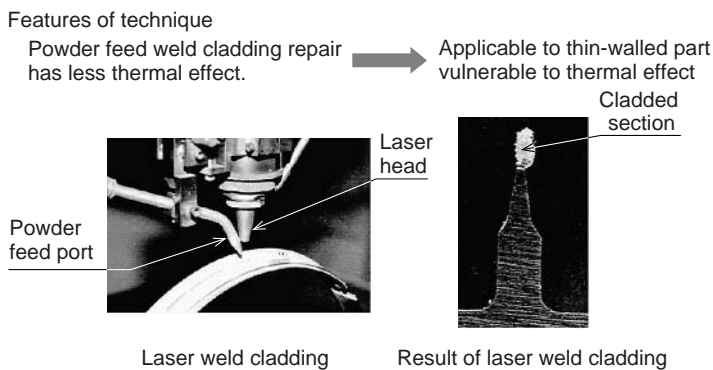 Features of technique
Powder feed weld cladding repair
has less thermal effect.
Applicable to thin-walled part
vulnerable to thermal effect
Cladded
section
Laser
head
Powder
feed port
Laser weld cladding
Result of laser weld cladding